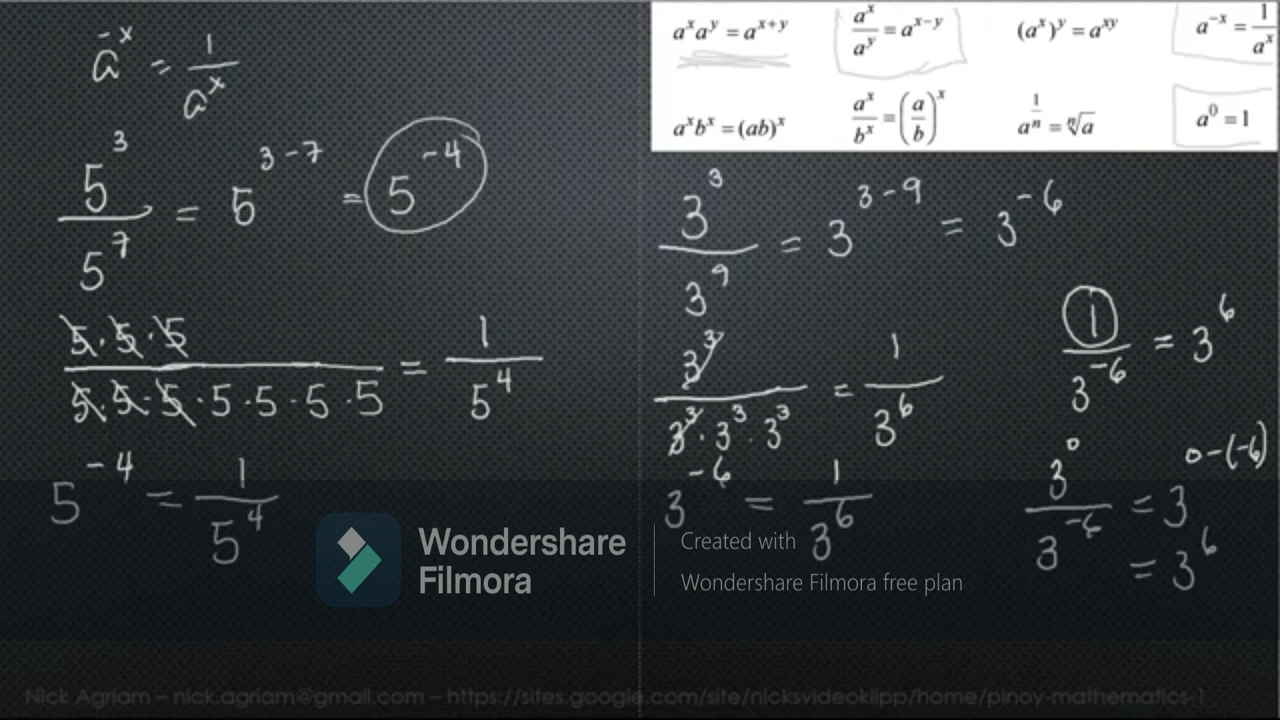 a^-x = 1/a^x
5^3/5^7 = 5^3-7 = 5^-4
5·5·5/5·5·5·5·5·5·5 = 1/5^4
5^-4 = 1/5^4
a^x a^y = a^x+y
a^x/a^y = a^x-y
(a^x)^y = a^xy
a^-x = 1/a^x
a^x b^x = (ab)^x
a^x/b^x = (a/b)^x
a^1/n = ⁿ√a
a^0 = 1
3^3/3^9 = 3^3-9 = 3^-6
3^3/3^3·3^3·3^3 = 1/3^6
3^-6 = 1/3^6
1/3^-6 = 3^6
3^0/3^-6 = 3^0-(-6)
= 3^6
Wondershare
Filmora
Created with
Wondershare Filmora free plan
Nick Agriam – nick.agriam@gmail.com – https://sites.google.com/site/nicksvideoklipp/home/pinoy-mathematics-1